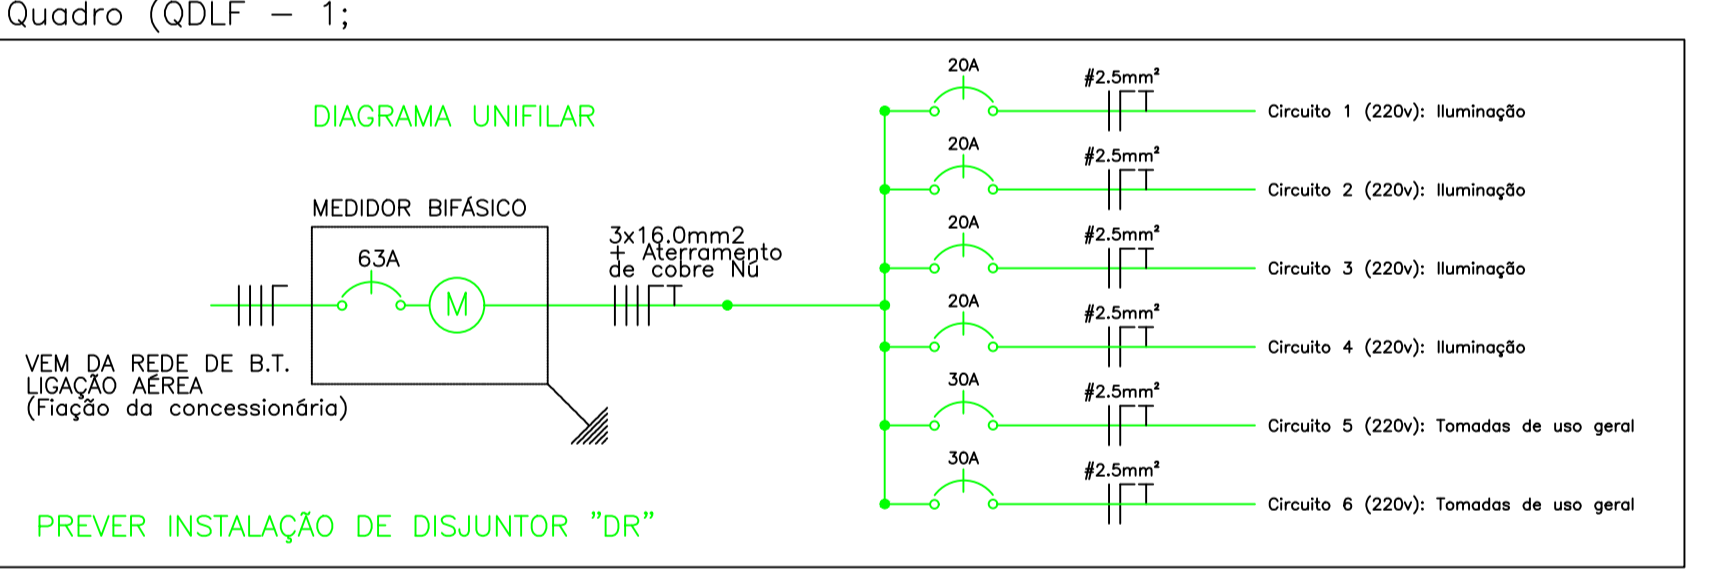 Quadro (QDLF - 1;
DIAGRAMA UNIFILAR
MEDIDOR BIFÁSICO
63A
M
3x16.0mm2
+ Aterramento
de cobre Nú
VEM DA REDE DE B.T.
LIGAÇÃO AÉREA
(Fiação da concessionária)
PREVER INSTALAÇÃO DE DISJUNTOR "DR"
20A #2.5mm² Circuito 1 (220v): Iluminação
20A #2.5mm² Circuito 2 (220v): Iluminação
20A #2.5mm² Circuito 3 (220v): Iluminação
20A #2.5mm² Circuito 4 (220v): Iluminação
30A #2.5mm² Circuito 5 (220v): Tomadas de uso geral
30A #2.5mm² Circuito 6 (220v): Tomadas de uso geral